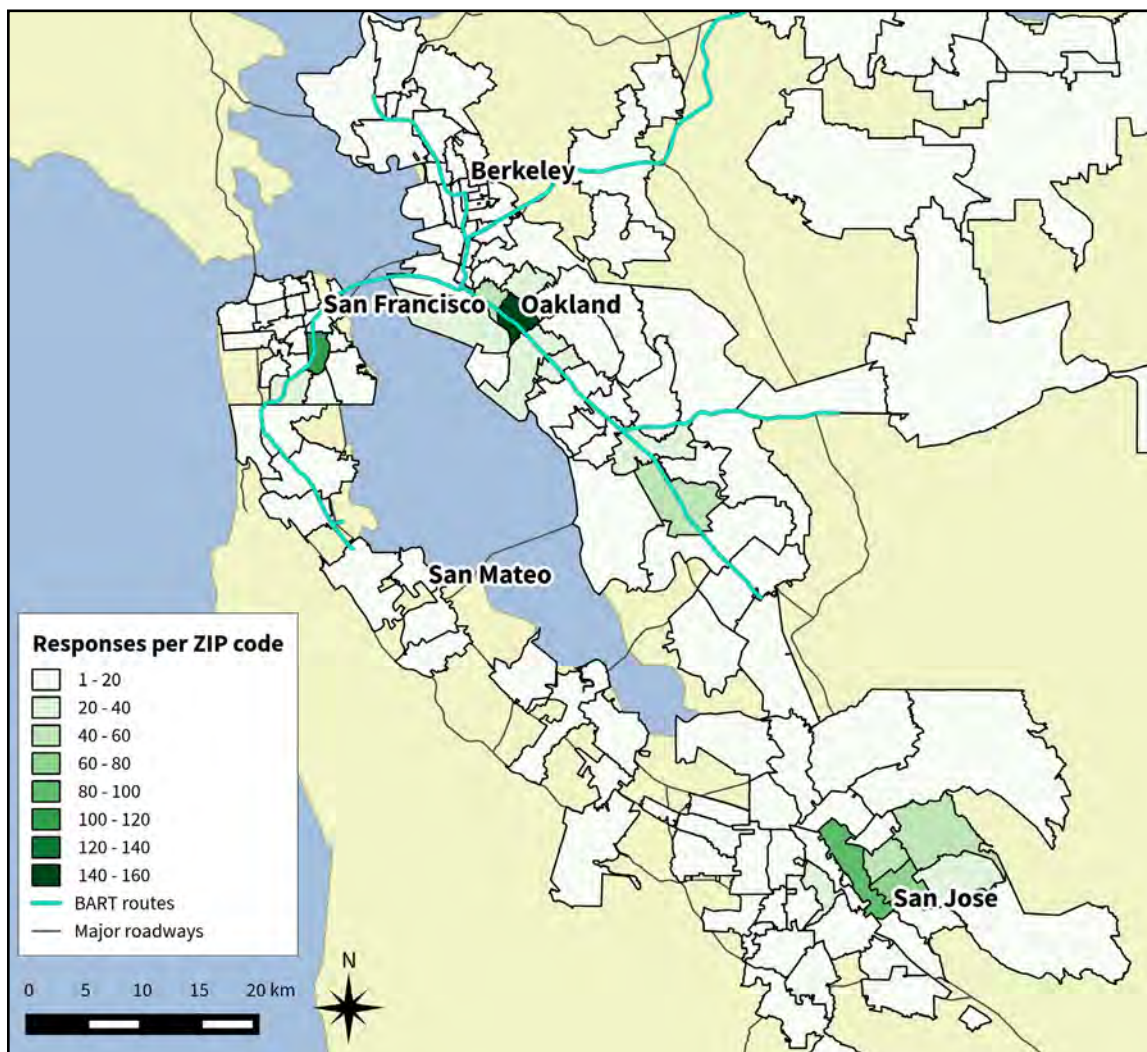 Berkeley
San Francisco
Oakland
San Mateo
Responses per ZIP code
1 - 20
20 - 40
40 - 60
60 - 80
80 - 100
100 - 120
120 - 140
140 - 160
BART routes
Major roadways
San José
N
0 5 10 15 20 km